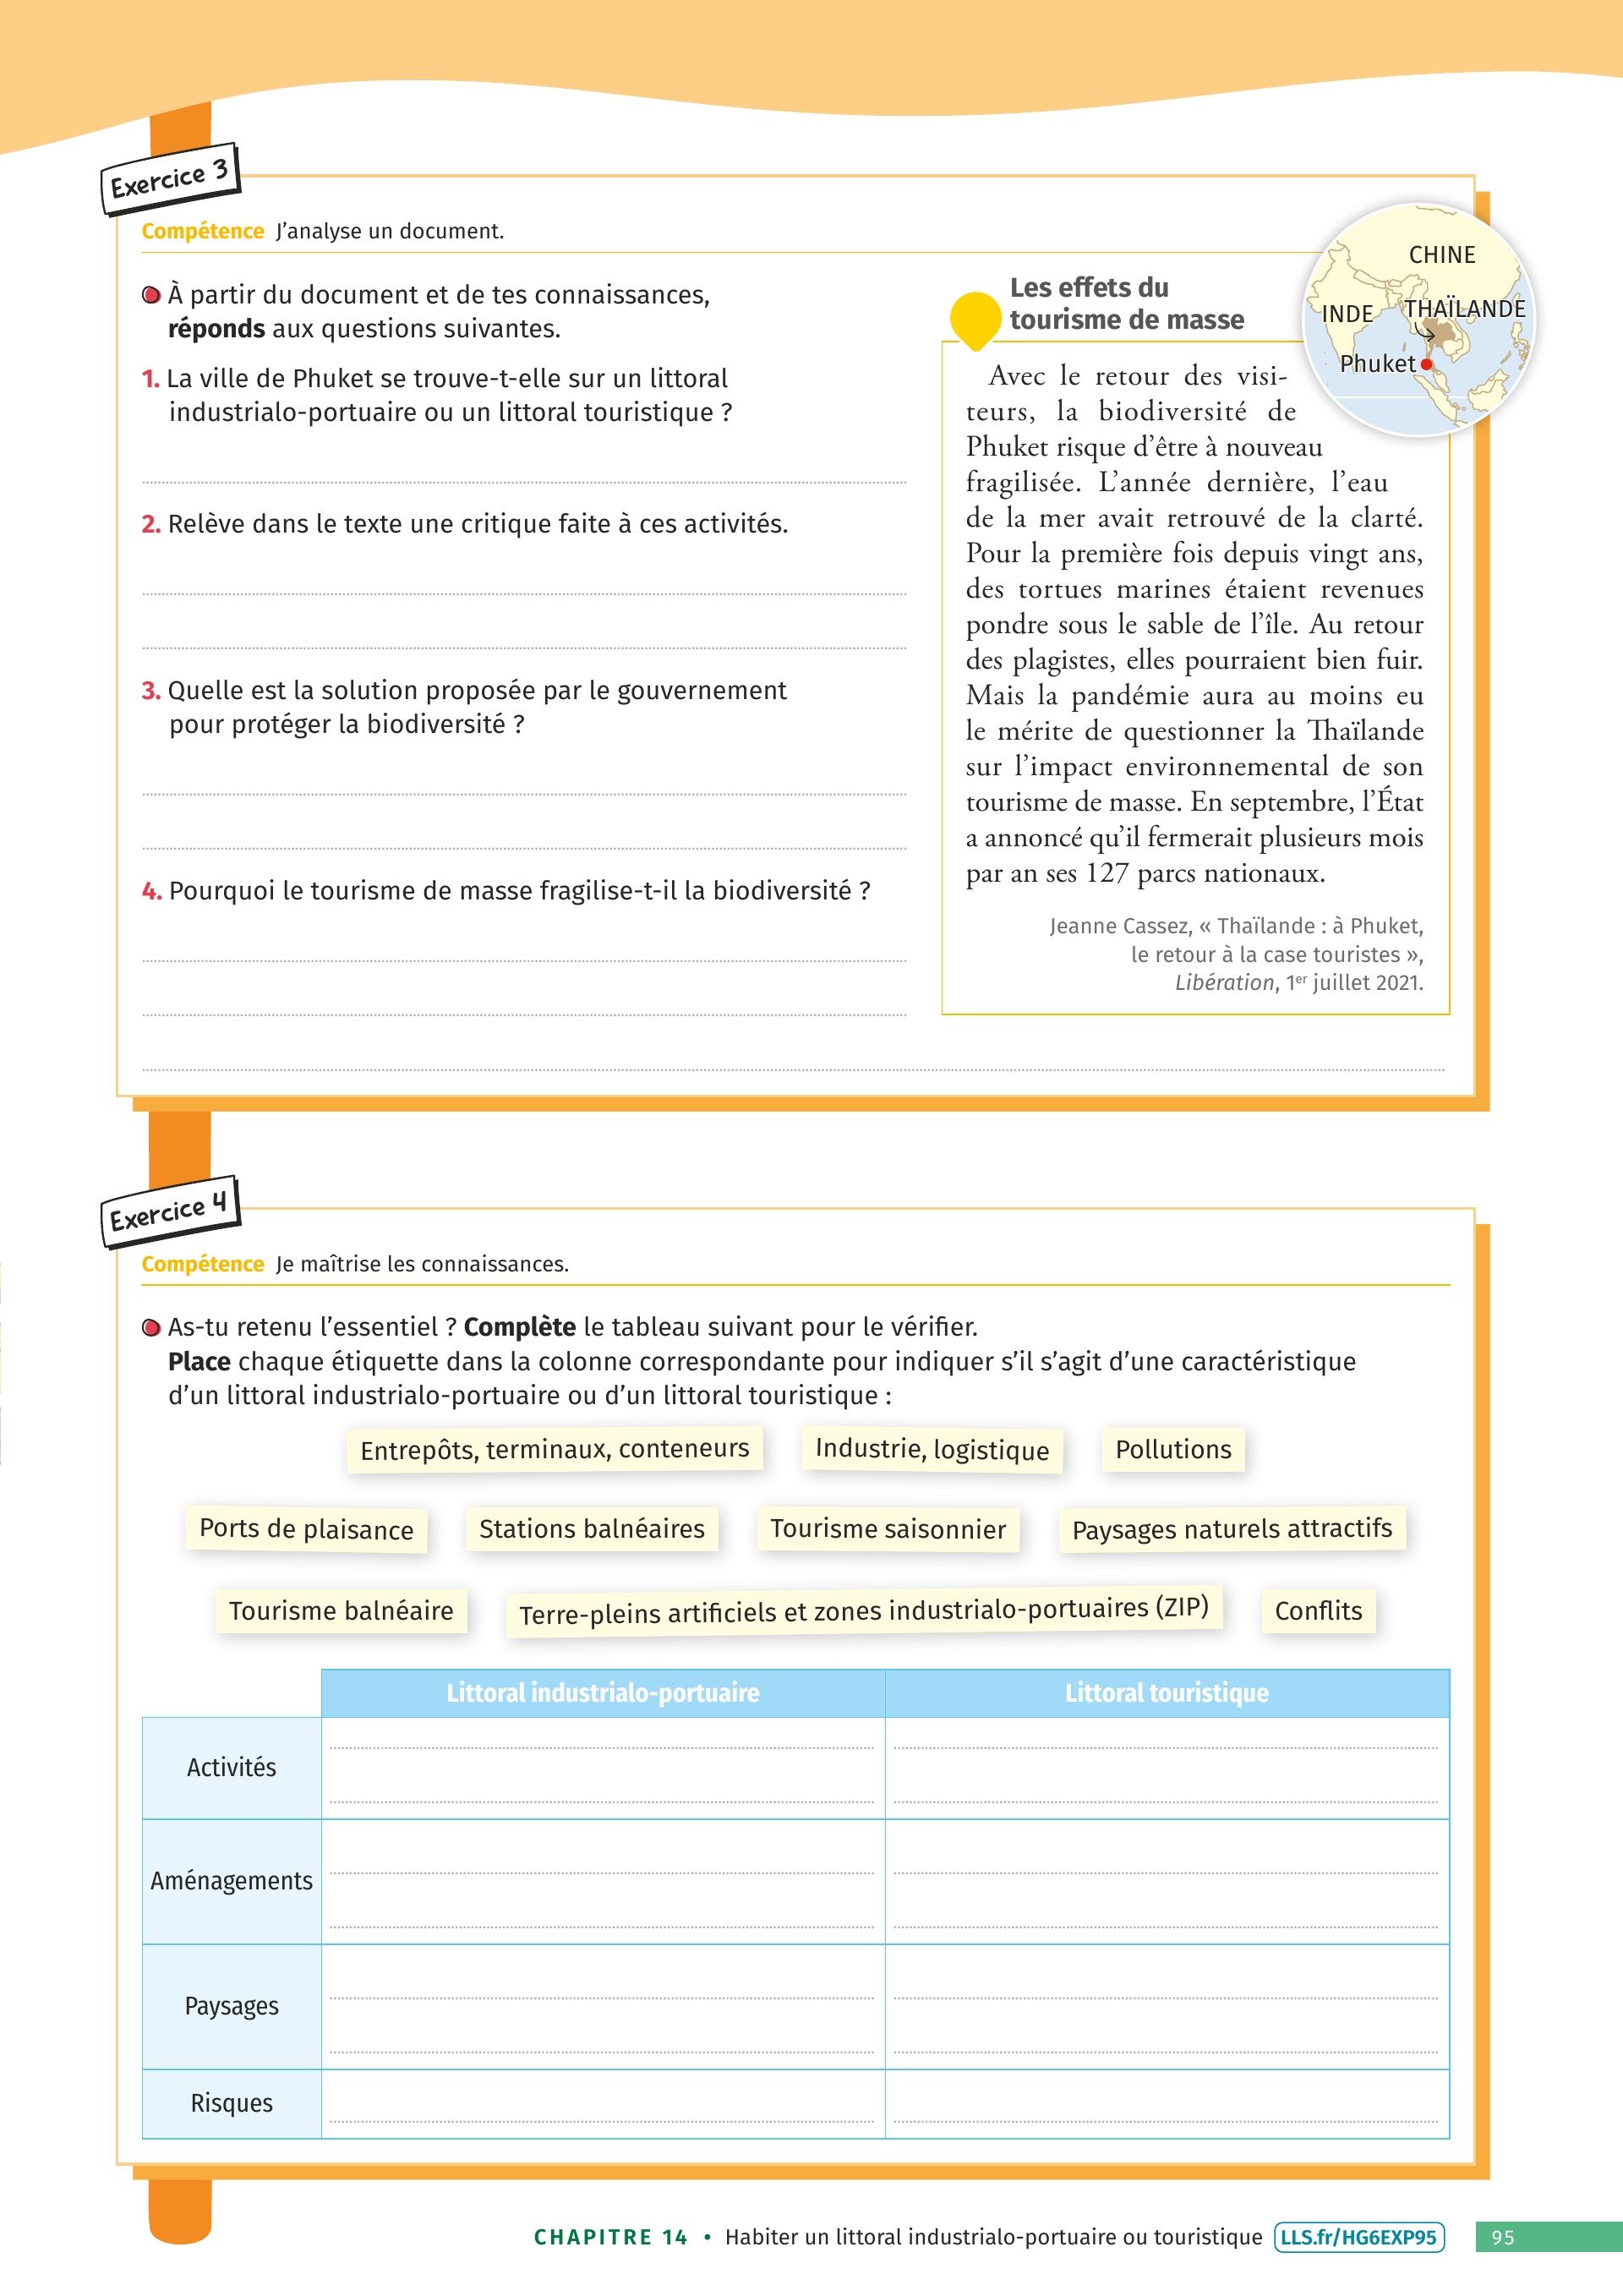 Exercice 3
Compétence J'analyse un document.
À partir du document et de tes connaissances,
réponds aux questions suivantes.
1. La ville de Phuket se trouve-t-elle sur un littoral
industrialo-portuaire ou un littoral touristique ?
2. Relève dans le texte une critique faite à ces activités.
3. Quelle est la solution proposée par le gouvernement
pour protéger la biodiversité ?
4. Pourquoi le tourisme de masse fragilise-t-il la biodiversité ?
Les effets du
tourisme de masse
CHINE
INDE
THAÏLANDE
Phuket
Avec le retour des visi-
teurs, la biodiversité de
Phuket risque d'être à nouveau
fragilisée. L'année dernière, l'eau
de la mer avait retrouvé de la clarté.
Pour la première fois depuis vingt ans,
des tortues marines étaient revenues
pondre sous le sable de l'île. Au retour
des plagistes, elles pourraient bien fuir.
Mais la pandémie aura au moins eu
le mérite de questionner la Thaïlande
sur l'impact environnemental de son
tourisme de masse. En septembre, l'État
a annoncé qu'il fermerait plusieurs mois
par an ses 127 parcs nationaux.
Jeanne Cassez, « Thaïlande : à Phuket,
le retour à la case touristes »,
Libération, 1er juillet 2021.
Exercice 4
Compétence Je maîtrise les connaissances.
As-tu retenu l'essentiel ? Complète le tableau suivant pour le vérifier.
Place chaque étiquette dans la colonne correspondante pour indiquer s'il s'agit d'une caractéristique
d'un littoral industrialo-portuaire ou d'un littoral touristique :
Entrepôts, terminaux, conteneurs
Industrie, logistique
Pollutions
Ports de plaisance
Stations balnéaires
Tourisme saisonnier
Paysages naturels attractifs
Tourisme balnéaire
Terre-pleins artificiels et zones industrialo-portuaires (ZIP)
Conflits
Littoral industrialo-portuaire
Littoral touristique
Activités
Aménagements
Paysages
Risques
CHAPITRE 14 • Habiter un littoral industrialo-portuaire ou touristique LLS.fr/HG6EXP95 95